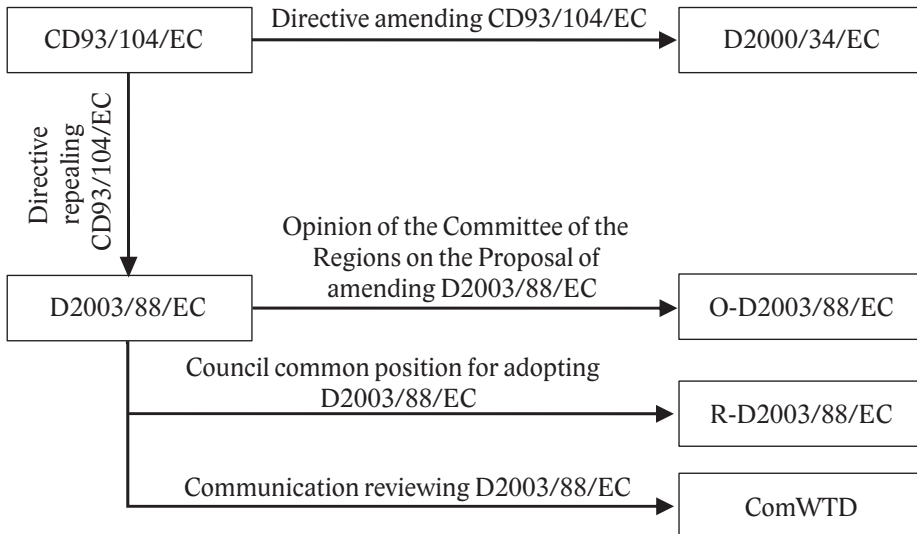 Directive amending CD93/104/EC
CD93/104/EC
D2000/34/EC
Directive
repealing
CD93/104/EC
Opinion of the Committee of the
Regions on the Proposal of
amending D2003/88/EC
D2003/88/EC
O-D2003/88/EC
Council common position for adopting
D2003/88/EC
R-D2003/88/EC
Communication reviewing D2003/88/EC
ComWTD